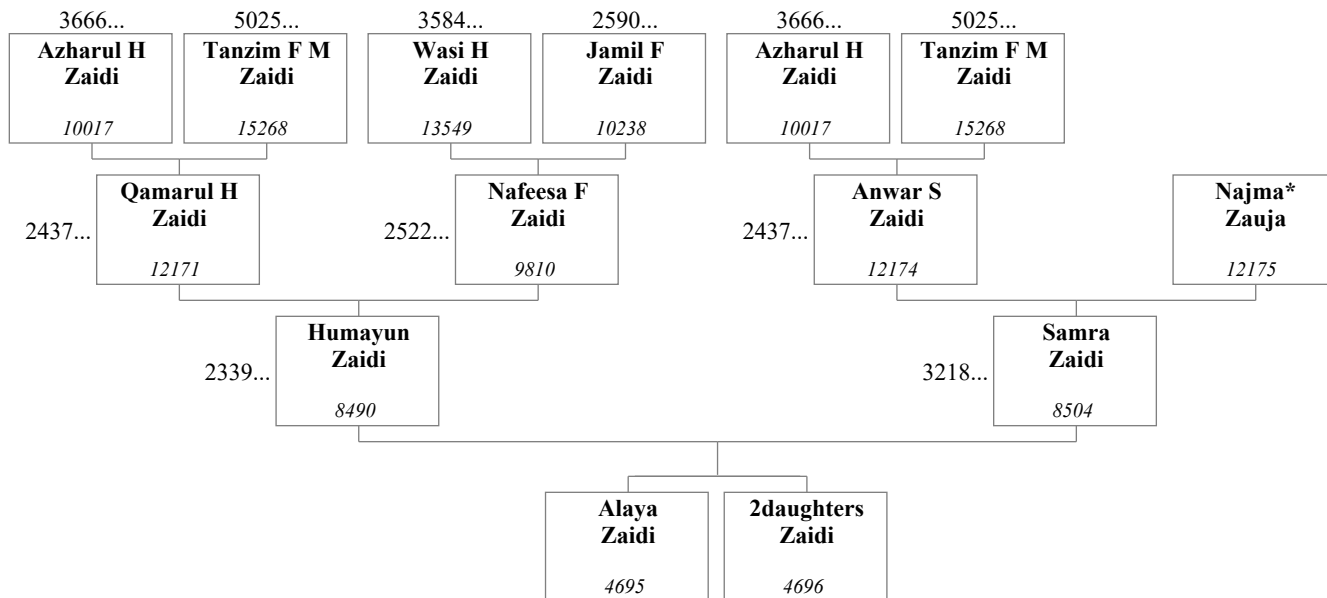 3666... 5025... 3584... 2590... 3666... 5025...
Azharul H Tanzim F M Wasi H Jamil F Azharul H Tanzim F M
Zaidi Zaidi Zaidi Zaidi Zaidi Zaidi
10017 15268 13549 10238 10017 15268
Qamarul H Nafeesa F Anwar S Najma*
Zaidi Zaidi Zaidi Zauja
2437... 2522... 2437...
12171 9810 12174 12175
Humayun Samra
Zaidi Zaidi
2339... 3218...
8490 8504
Alaya 2daughters
Zaidi Zaidi
4695 4696